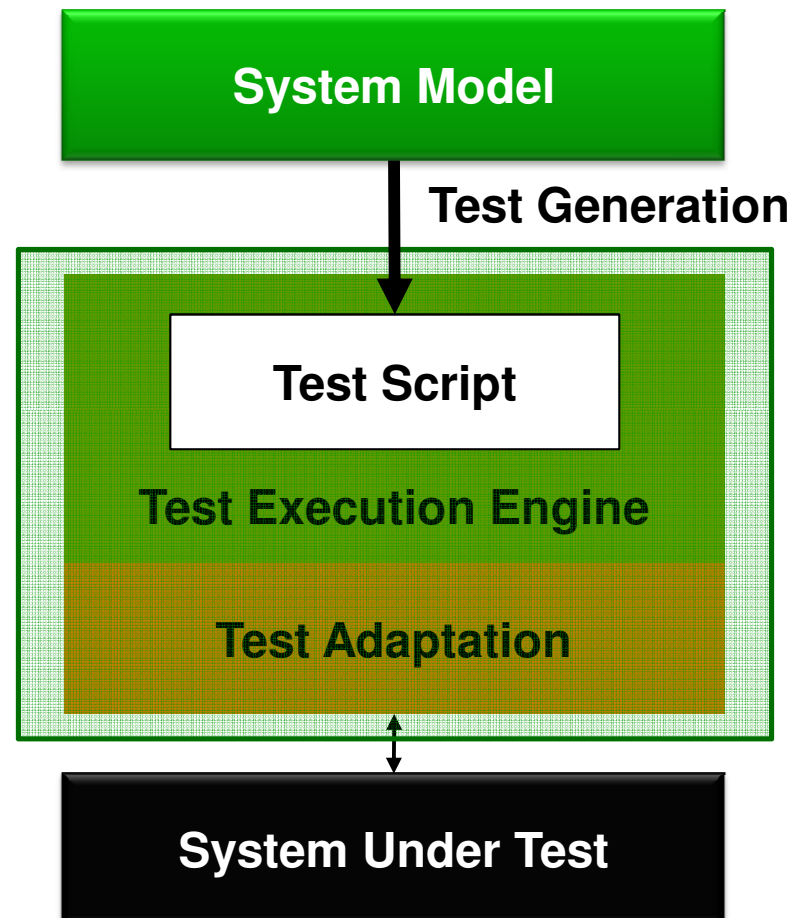 System Model
Test Generation
Test Script
Test Execution Engine
Test Adaptation
System Under Test